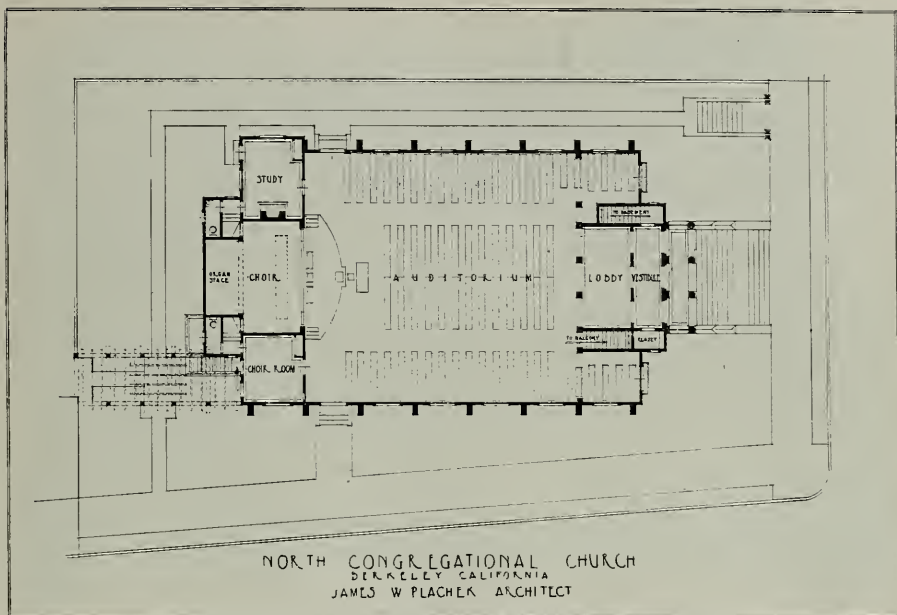 STUDY
TO BASEMENT
ORGAN
SPACE
CHOIR
AUDITORIUM
LOBBY
VESTIBULE
TO BALCONY
CLOSET
CHOIR ROOM
NORTH CONGREGATIONAL CHURCH
BERKELEY CALIFORNIA
JAMES W PLACHEK ARCHITECT